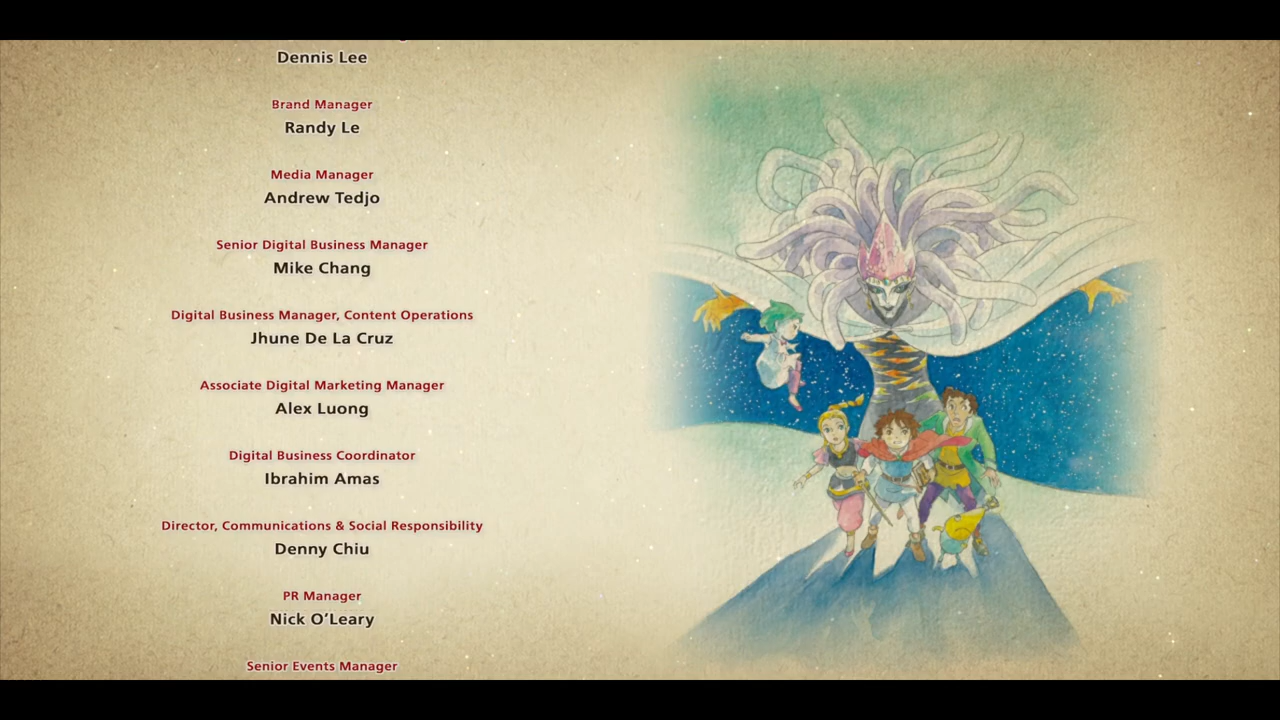 Dennis Lee
Brand Manager
Randy Le
Media Manager
Andrew Tedjo
Senior Digital Business Manager
Mike Chang
Digital Business Manager, Content Operations
Jhune De La Cruz
Associate Digital Marketing Manager
Alex Luong
Digital Business Coordinator
Ibrahim Amas
Director, Communications & Social Responsibility
Denny Chiu
PR Manager
Nick O’Leary
Senior Events Manager